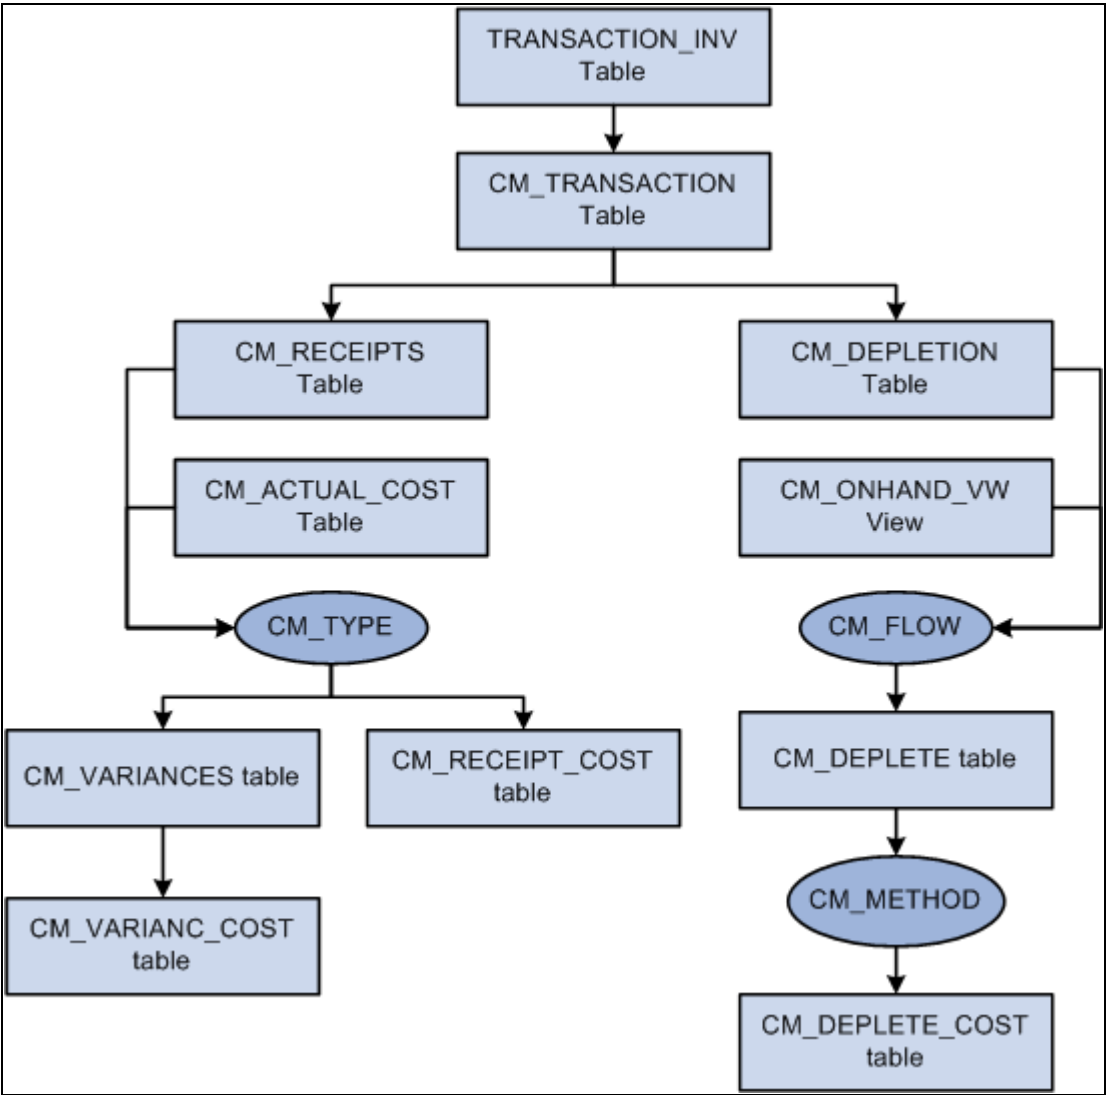 TRANSACTION_INV
Table
CM_TRANSACTION
Table
CM_RECEIPTS
Table
CM_DEPLETION
Table
CM_ACTUAL_COST
Table
CM_ONHAND_VW
View
CM_TYPE
CM_FLOW
CM_VARIANCES table
CM_RECEIPT_COST
table
CM_DEPLETE table
CM_METHOD
CM_VARIANC_COST
table
CM_DEPLETE_COST
table